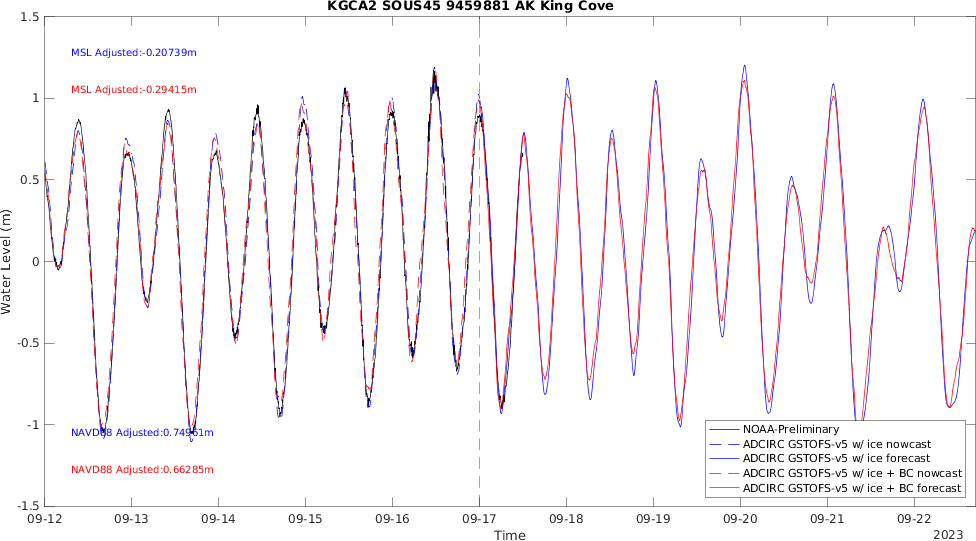 KGCA2 SOUS45 9459881 AK King Cove
1.5
1
0.5
0
-0.5
-1
-1.5
Water Level (m)
MSL Adjusted:-0.20739m
MSL Adjusted:-0.29415m
NAVD88 Adjusted:0.74961m
NAVD88 Adjusted:0.66285m
NOAA-Preliminary
ADCIRC GSTOFS-v5 w/ ice nowcast
ADCIRC GSTOFS-v5 w/ ice forecast
ADCIRC GSTOFS-v5 w/ ice + BC nowcast
ADCIRC GSTOFS-v5 w/ ice + BC forecast
09-12 09-13 09-14 09-15 09-16 09-17 09-18 09-19 09-20 09-21 09-22
Time
2023